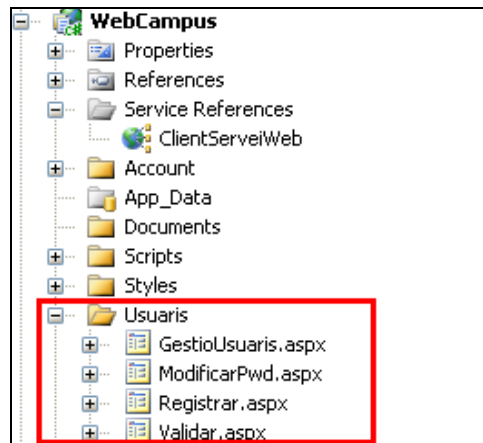 WebCampus
Properties
References
Service References
ClientServeiWeb
Account
App_Data
Documents
Scripts
Styles
Usuaris
GestioUsuaris.aspx
ModificarPwd.aspx
Registrar.aspx
Validar.aspx